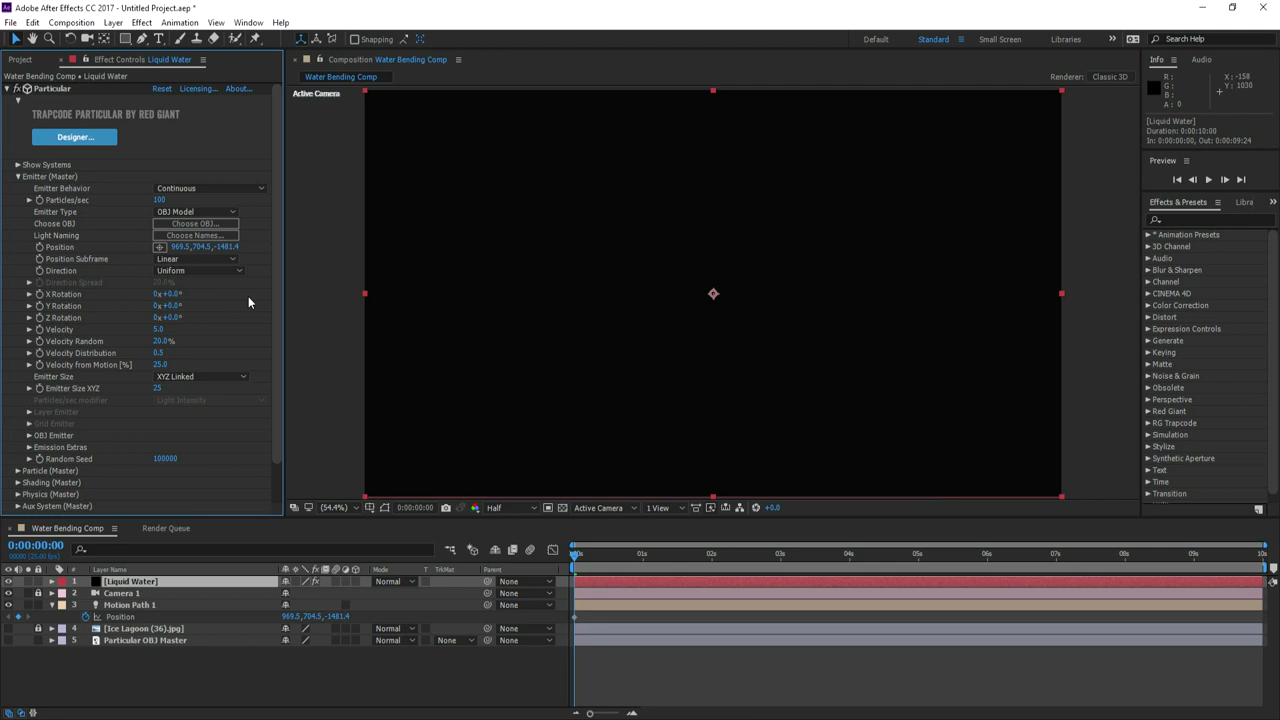 Adobe After Effects CC 2017 - Untitled Project.aep *
File Edit Composition Layer Effect Animation View Window Help
Snapping
Default Standard Small Screen Libraries Search Help
Project Effect Controls Liquid Water
Composition Water Bending Comp
Info Audio
Water Bending Comp • Liquid Water
Water Bending Comp
Renderer: Classic 3D
fx Particular Reset Licensing... About...
Active Camera
R :
G :
B :
A : 0
X : -158
Y : 1030
TRAPCODE PARTICULAR BY RED GIANT
[Liquid Water]
Duration: 0:00:10:00
In: 0:00:00:00, Out: 0:00:09:24
Designer...
Preview
Show Systems
Emitter (Master)
Emitter Behavior Continuous
Particles/sec 100
Emitter Type OBJ Model
Choose OBJ Choose OBJ...
Light Naming Choose Names...
Position 969.5,704.5,-1481.4
Position Subframe Linear
Direction Uniform
Direction Spread 20.0%
X Rotation 0x+0.0°
Y Rotation 0x+0.0°
Z Rotation 0x+0.0°
Velocity 5.0
Velocity Random 20.0%
Velocity Distribution 0.5
Velocity from Motion [%] 25.0
Emitter Size XYZ Linked
Emitter Size XYZ 25
Particles/sec modifier Light Intensity
Layer Emitter
Grid Emitter
OBJ Emitter
Emission Extras
Random Seed 100000
Particle (Master)
Shading (Master)
Physics (Master)
Aux System (Master)
Effects & Presets Libra
* Animation Presets
3D Channel
Audio
Blur & Sharpen
Channel
CINEMA 4D
Color Correction
Distort
Expression Controls
Generate
Keying
Matte
Noise & Grain
Obsolete
Perspective
Red Giant
RG Trapcode
Simulation
Stylize
Synthetic Aperture
Text
Time
Transition
(54.4%) 0:00:00:00 Half Active Camera 1 View +0.0
Water Bending Comp Render Queue
0:00:00:00
00000 (25.00 fps)
01s 02s 03s 04s 05s 06s 07s 08s 09s 10s
# Layer Name Mode T TrkMat Parent
1 [Liquid Water] Normal None
2 Camera 1 None
3 Motion Path 1 None
Position 969.5,704.5,-1481.4
4 [Ice Lagoon (36).jpg] Normal None None
5 Particular OBJ Master Normal None None